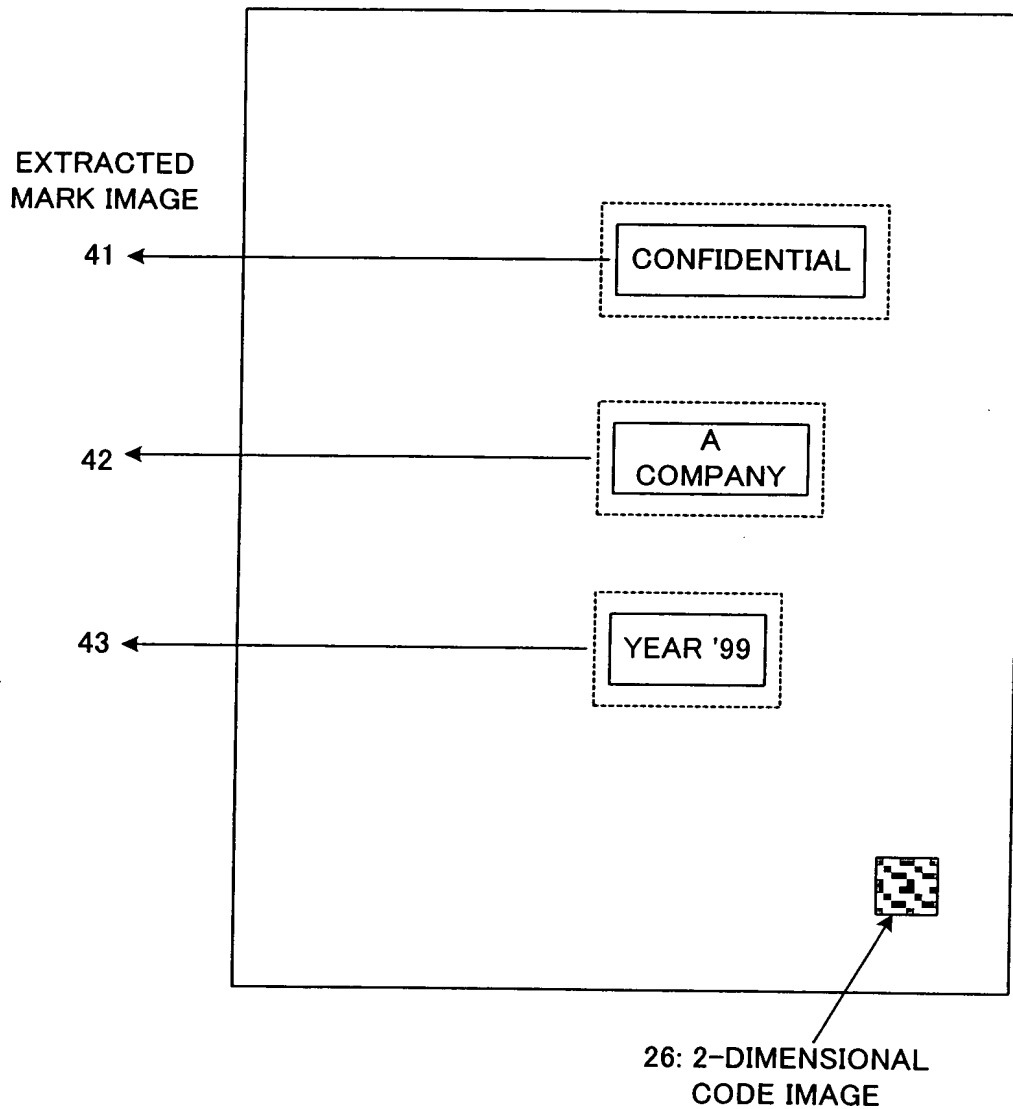 EXTRACTED
MARK IMAGE
41
CONFIDENTIAL
42
A
COMPANY
43
YEAR '99
26: 2-DIMENSIONAL
CODE IMAGE